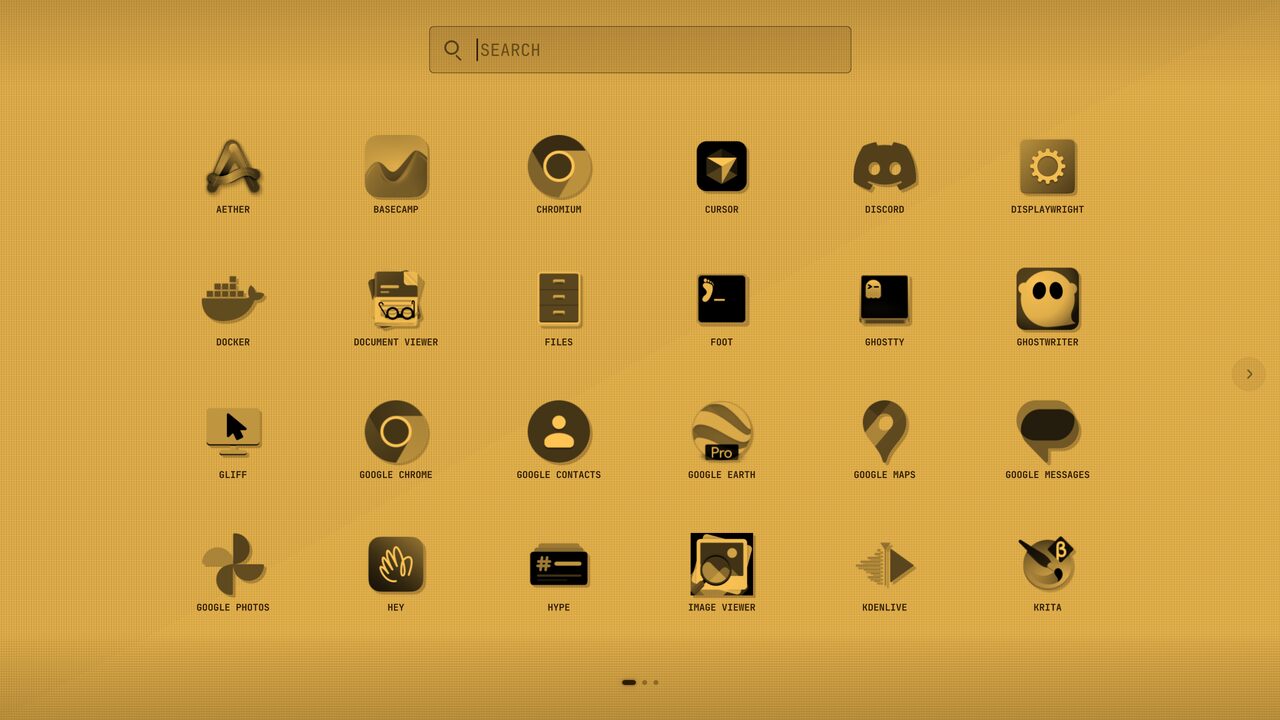 SEARCH
AETHER
BASECAMP
CHROMIUM
CURSOR
DISCORD
DISPLAYWRIGHT
DOCKER
DOCUMENT VIEWER
FILES
FOOT
GHOSTTY
GHOSTWRITER
GLIFF
GOOGLE CHROME
GOOGLE CONTACTS
Pro
GOOGLE EARTH
GOOGLE MAPS
GOOGLE MESSAGES
GOOGLE PHOTOS
HEY
#
HYPE
IMAGE VIEWER
KDENLIVE
β
KRITA